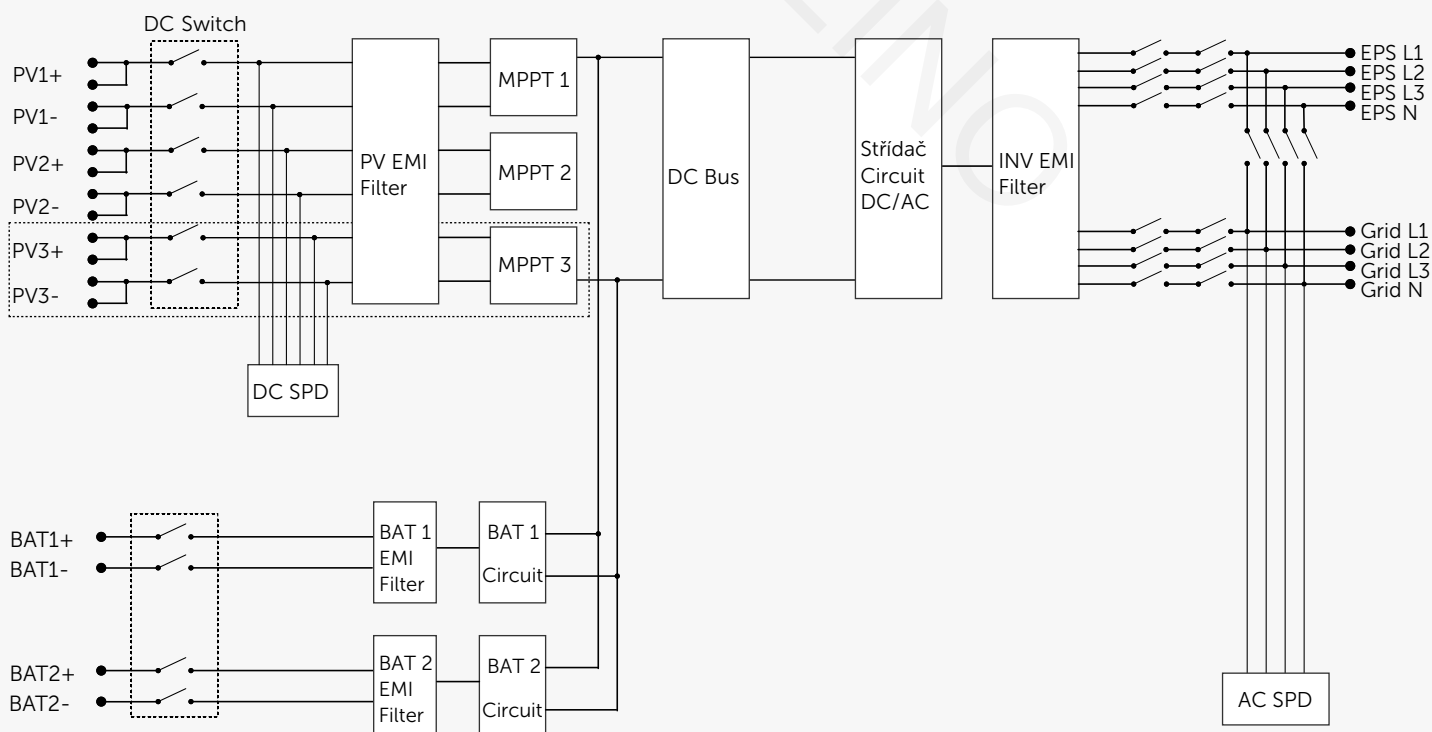 DC Switch
PV1+
PV1-
PV2+
PV2-
PV3+
PV3-
PV EMI
Filter
MPPT 1
MPPT 2
MPPT 3
DC Bus
Střídač
Circuit
DC/AC
INV EMI
Filter
EPS L1
EPS L2
EPS L3
EPS N
Grid L1
Grid L2
Grid L3
Grid N
DC SPD
BAT1+
BAT1-
BAT 1
EMI
Filter
BAT 1
Circuit
BAT2+
BAT2-
BAT 2
EMI
Filter
BAT 2
Circuit
AC SPD